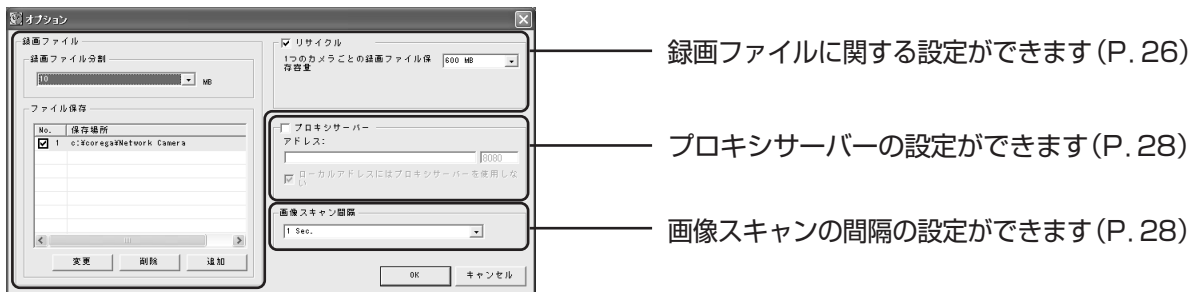 オプション
録画ファイル
録画ファイル分割
10 MB
ファイル保存
No. 保存場所
1 c:¥corega¥Network Camera
変更 削除 追加
リサイクル
1つのカメラごとの録画ファイル保
存容量
600 MB
プロキシサーバー
アドレス:
8080
ローカルアドレスにはプロキシサーバーを使用しな
い
画像スキャン間隔
1 Sec.
OK キャンセル
録画ファイルに関する設定ができます(P. 26)
プロキシサーバーの設定ができます(P. 28)
画像スキャンの間隔の設定ができます(P. 28)